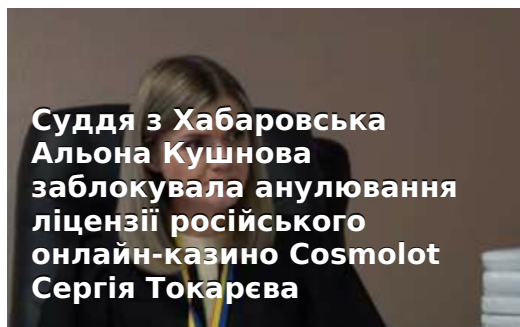 Суддя з Хабаровська
Альона Кушнова
заблокувала анулювання
ліцензії російського
онлайн-казино Cosmolot
Сергія Токарєва